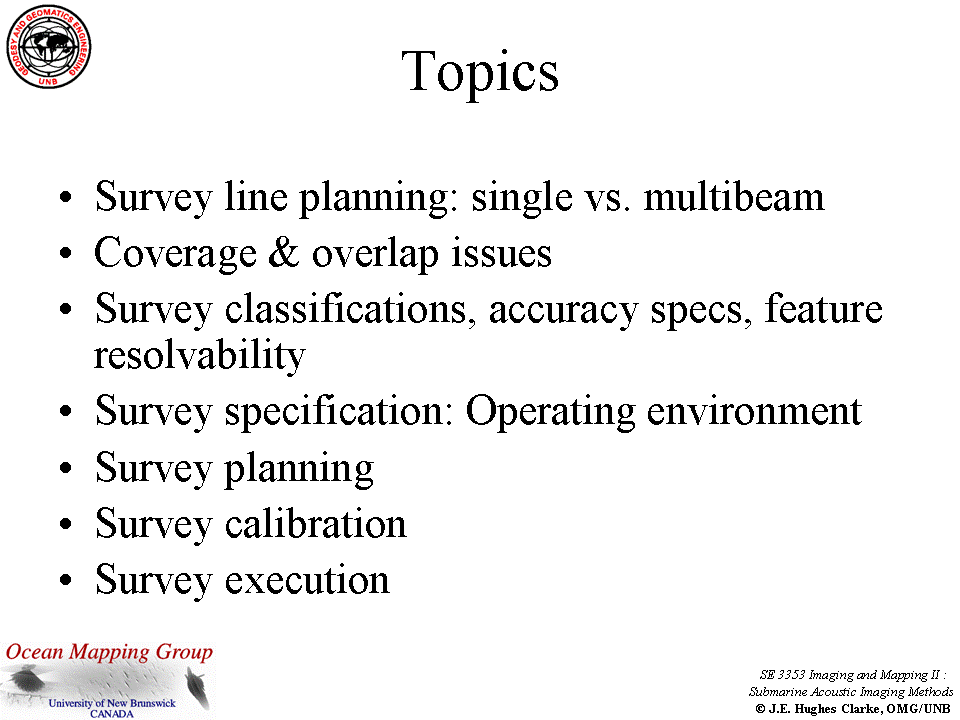 GEODESY AND GEOMATICS ENGINEERING
UNB
Topics
• Survey line planning: single vs. multibeam
• Coverage & overlap issues
• Survey classifications, accuracy specs, feature
resolvability
• Survey specification: Operating environment
• Survey planning
• Survey calibration
• Survey execution
Ocean Mapping Group
University of New Brunswick
CANADA
SE 3353 Imaging and Mapping II :
Submarine Acoustic Imaging Methods
© J.E. Hughes Clarke, OMG/UNB